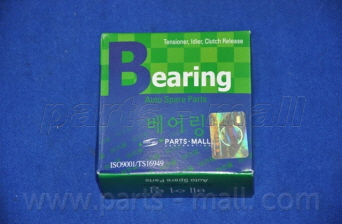 Tensioner, Idler, Clutch Release
Bearing
Auto Spare Parts
베어링
PARTS-MALL
CORPORATION
ISO9001/TS16949
Auto Spare Parts
www.parts-mall.com